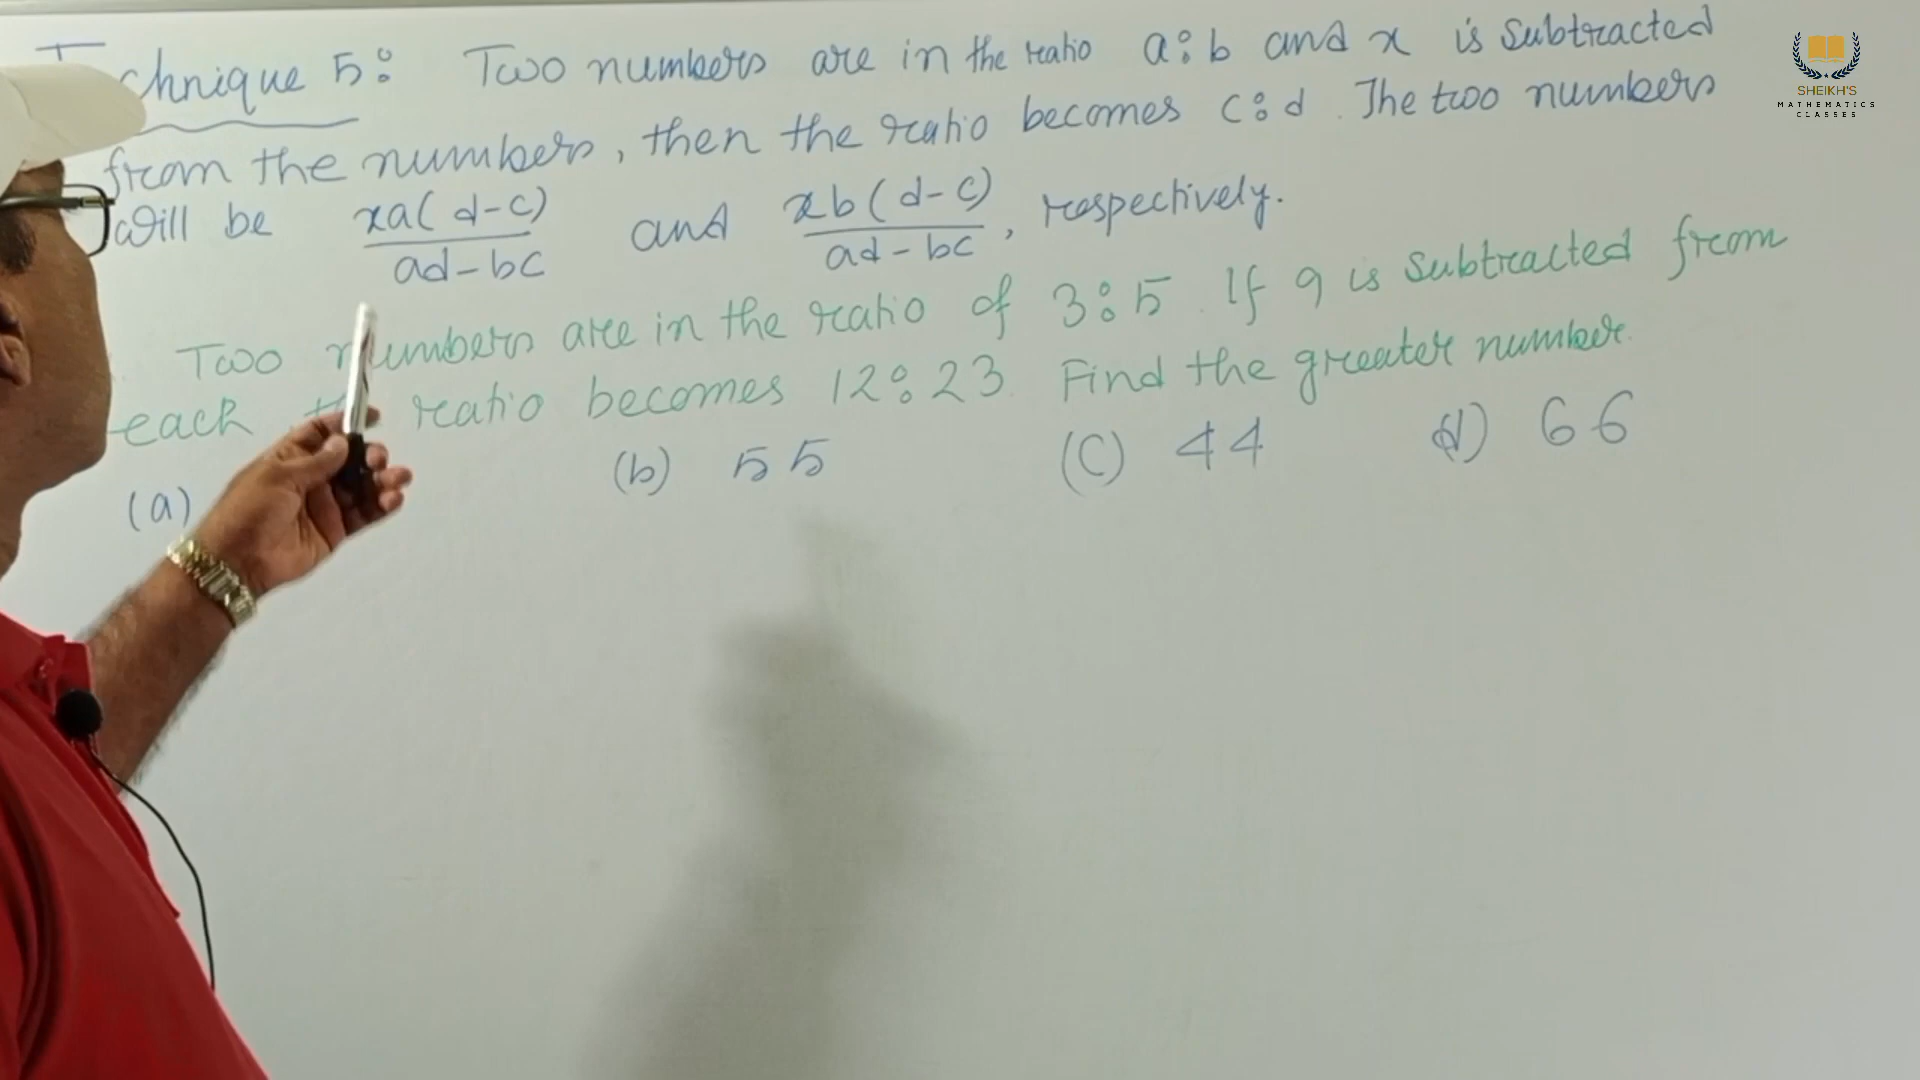 Technique 5: Two numbers are in the ratio a:b and x is subtracted
from the numbers, then the ratio becomes c:d. The two numbers
will be xa(d-c)/ad-bc and xb(d-c)/ad-bc, respectively.
Two numbers are in the ratio of 3:5. If 9 is subtracted from
each ratio becomes 12:23. Find the greater number.
(a) (b) 55 (C) 44 d) 66
SHEIKH'S
MATHEMATICS
CLASSES